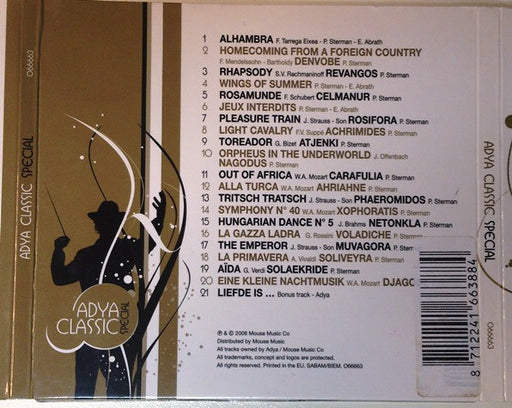 O66663
ADYA CLASSIC SPECIAL
1 ALHAMBRA F. Tarrega Eixea - P. Sterman - E. Abrath
2 HOMECOMING FROM A FOREIGN COUNTRY
F. Mendelssohn - Bartholdy DENVOBE P. Sterman
3 RHAPSODY S.V. Rachmaninoff REVANGOS P. Sterman
4 WINGS OF SUMMER P. Sterman - E. Abrath
5 ROSAMUNDE F. Schubert CELMANUR P. Sterman
6 JEUX INTERDITS P. Sterman - E. Abrath
7 PLEASURE TRAIN J. Strauss - Son ROSIFORA P. Sterman
8 LIGHT CAVALRY F.V. Suppé ACHRIMIDES P. Sterman
9 TOREADOR G. Bizet ATJENKI P. Sterman
10 ORPHEUS IN THE UNDERWORLD J. Offenbach
NAGODUS P. Sterman
11 OUT OF AFRICA W.A. Mozart CARAFULIA P. Sterman
12 ALLA TURCA W.A. Mozart AHRIAHNE P. Sterman
13 TRITSCH TRATSCH J. Strauss - Son PHAEROMIDOS P. Sterman
14 SYMPHONY N° 40 W.A. Mozart XOPHORATIS P. Sterman
15 HUNGARIAN DANCE N° 5 J. Brahms NETONKLA P. Sterman
16 LA GAZZA LADRA G. Rossini VOLADICHE P. Sterman
17 THE EMPEROR J. Strauss - Son MUVAGORA P. Sterman
18 LA PRIMAVERA A. Vivaldi SOLIVEYRA P. Sterman
19 AÏDA G. Verdi SOLAEKRIDE P. Sterman
20 EINE KLEINE NACHTMUSIK W.A. Mozart DJAGO
21 LIEFDE IS ... Bonus track - Adya
℗ & © 2008 Mouse Music Co
Distributed by Mouse Music
All tracks owned by Adya / Mouse Music Co
All trademarks, concept and logos are protected.
All rights reserved. Printed in the EU. SABAM/BIEM. O66663
ADYA
CLASSIC
SPECIAL
8 712241 663884
ADYA CLASSIC SPECIAL
O66663